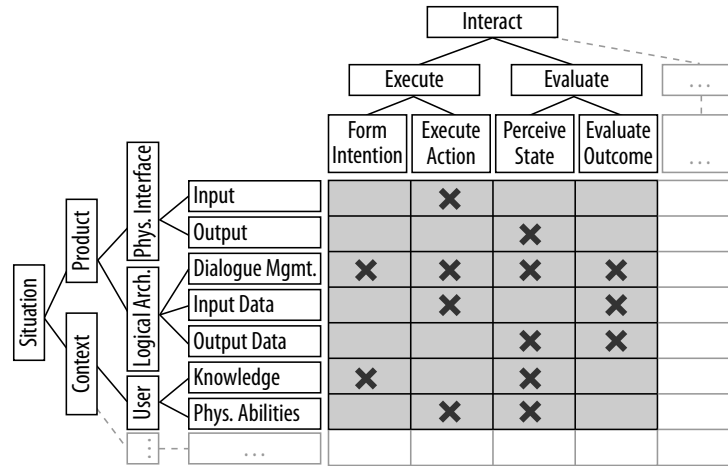 Interact
...
Execute
Evaluate
...
Form
Intention
Execute
Action
Perceive
State
Evaluate
Outcome
...
Situation
Product
Context
Phys. Interface
Logical Arch.
User
...
Input
Output
Dialogue Mgmt.
Input Data
Output Data
Knowledge
Phys. Abilities
...